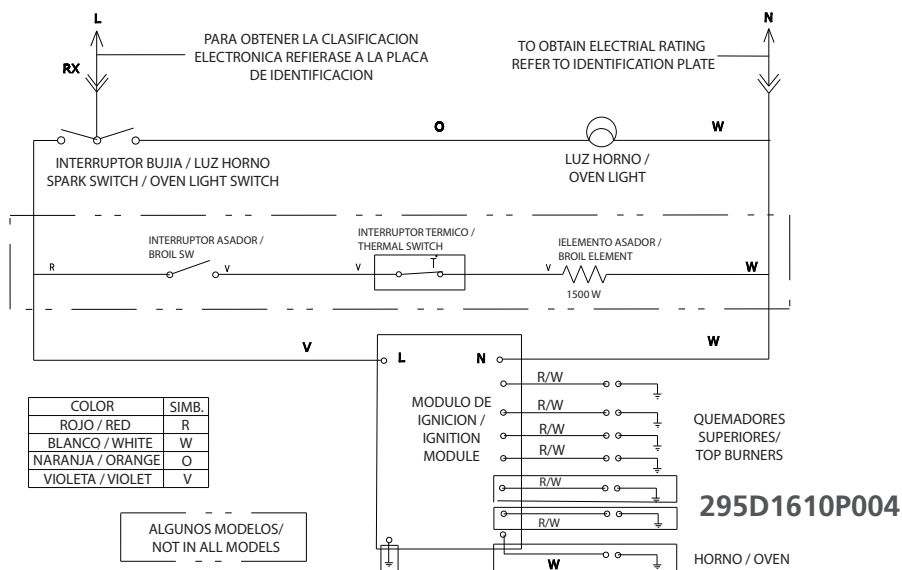 L
N
PARA OBTENER LA CLASIFICACION
ELECTRONICA REFIERASE A LA PLACA
DE IDENTIFICACION
TO OBTAIN ELECTRIAL RATING
REFER TO IDENTIFICATION PLATE
RX
O
W
INTERRUPTOR BUJIA / LUZ HORNO
SPARK SWITCH / OVEN LIGHT SWITCH
LUZ HORNO /
OVEN LIGHT
INTERRUPTOR ASADOR /
BROIL SW
INTERRUPTOR TERMICO /
THERMAL SWITCH
IELEMENTO ASADOR /
BROIL ELEMENT
R
V
V
T
V
W
1500 W
V
W
L
N
MODULO DE
IGNICION /
IGNITION
MODULE
R/W
R/W
R/W
R/W
R/W
R/W
W
QUEMADORES
SUPERIORES/
TOP BURNERS
295D1610P004
HORNO / OVEN
COLOR SIMB.
ROJO / RED R
BLANCO / WHITE W
NARANJA / ORANGE O
VIOLETA / VIOLET V
ALGUNOS MODELOS/
NOT IN ALL MODELS